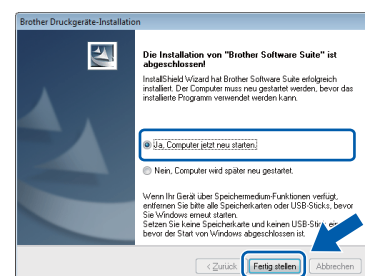 Brother Druckgeräte-Installation
Die Installation von "Brother Software Suite" ist
abgeschlossen!
InstallShield Wizard hat Brother Software Suite erfolgreich
installiert. Der Computer muss neu gestartet werden, bevor das
installierte Programm verwendet werden kann.
Ja, Computer jetzt neu starten.
Nein, Computer wird später neu gestartet.
Wenn Ihr Gerät über Speichermedium-Funktionen verfügt,
entfernen Sie bitte alle Speicherkarten oder USB-Sticks, bevor
Sie Windows erneut starten.
Setzen Sie keine Speicherkarte und keinen USB-Stick
bevor der Start von Windows abgeschlossen ist.
< Zurück
Fertig stellen
Abbrechen